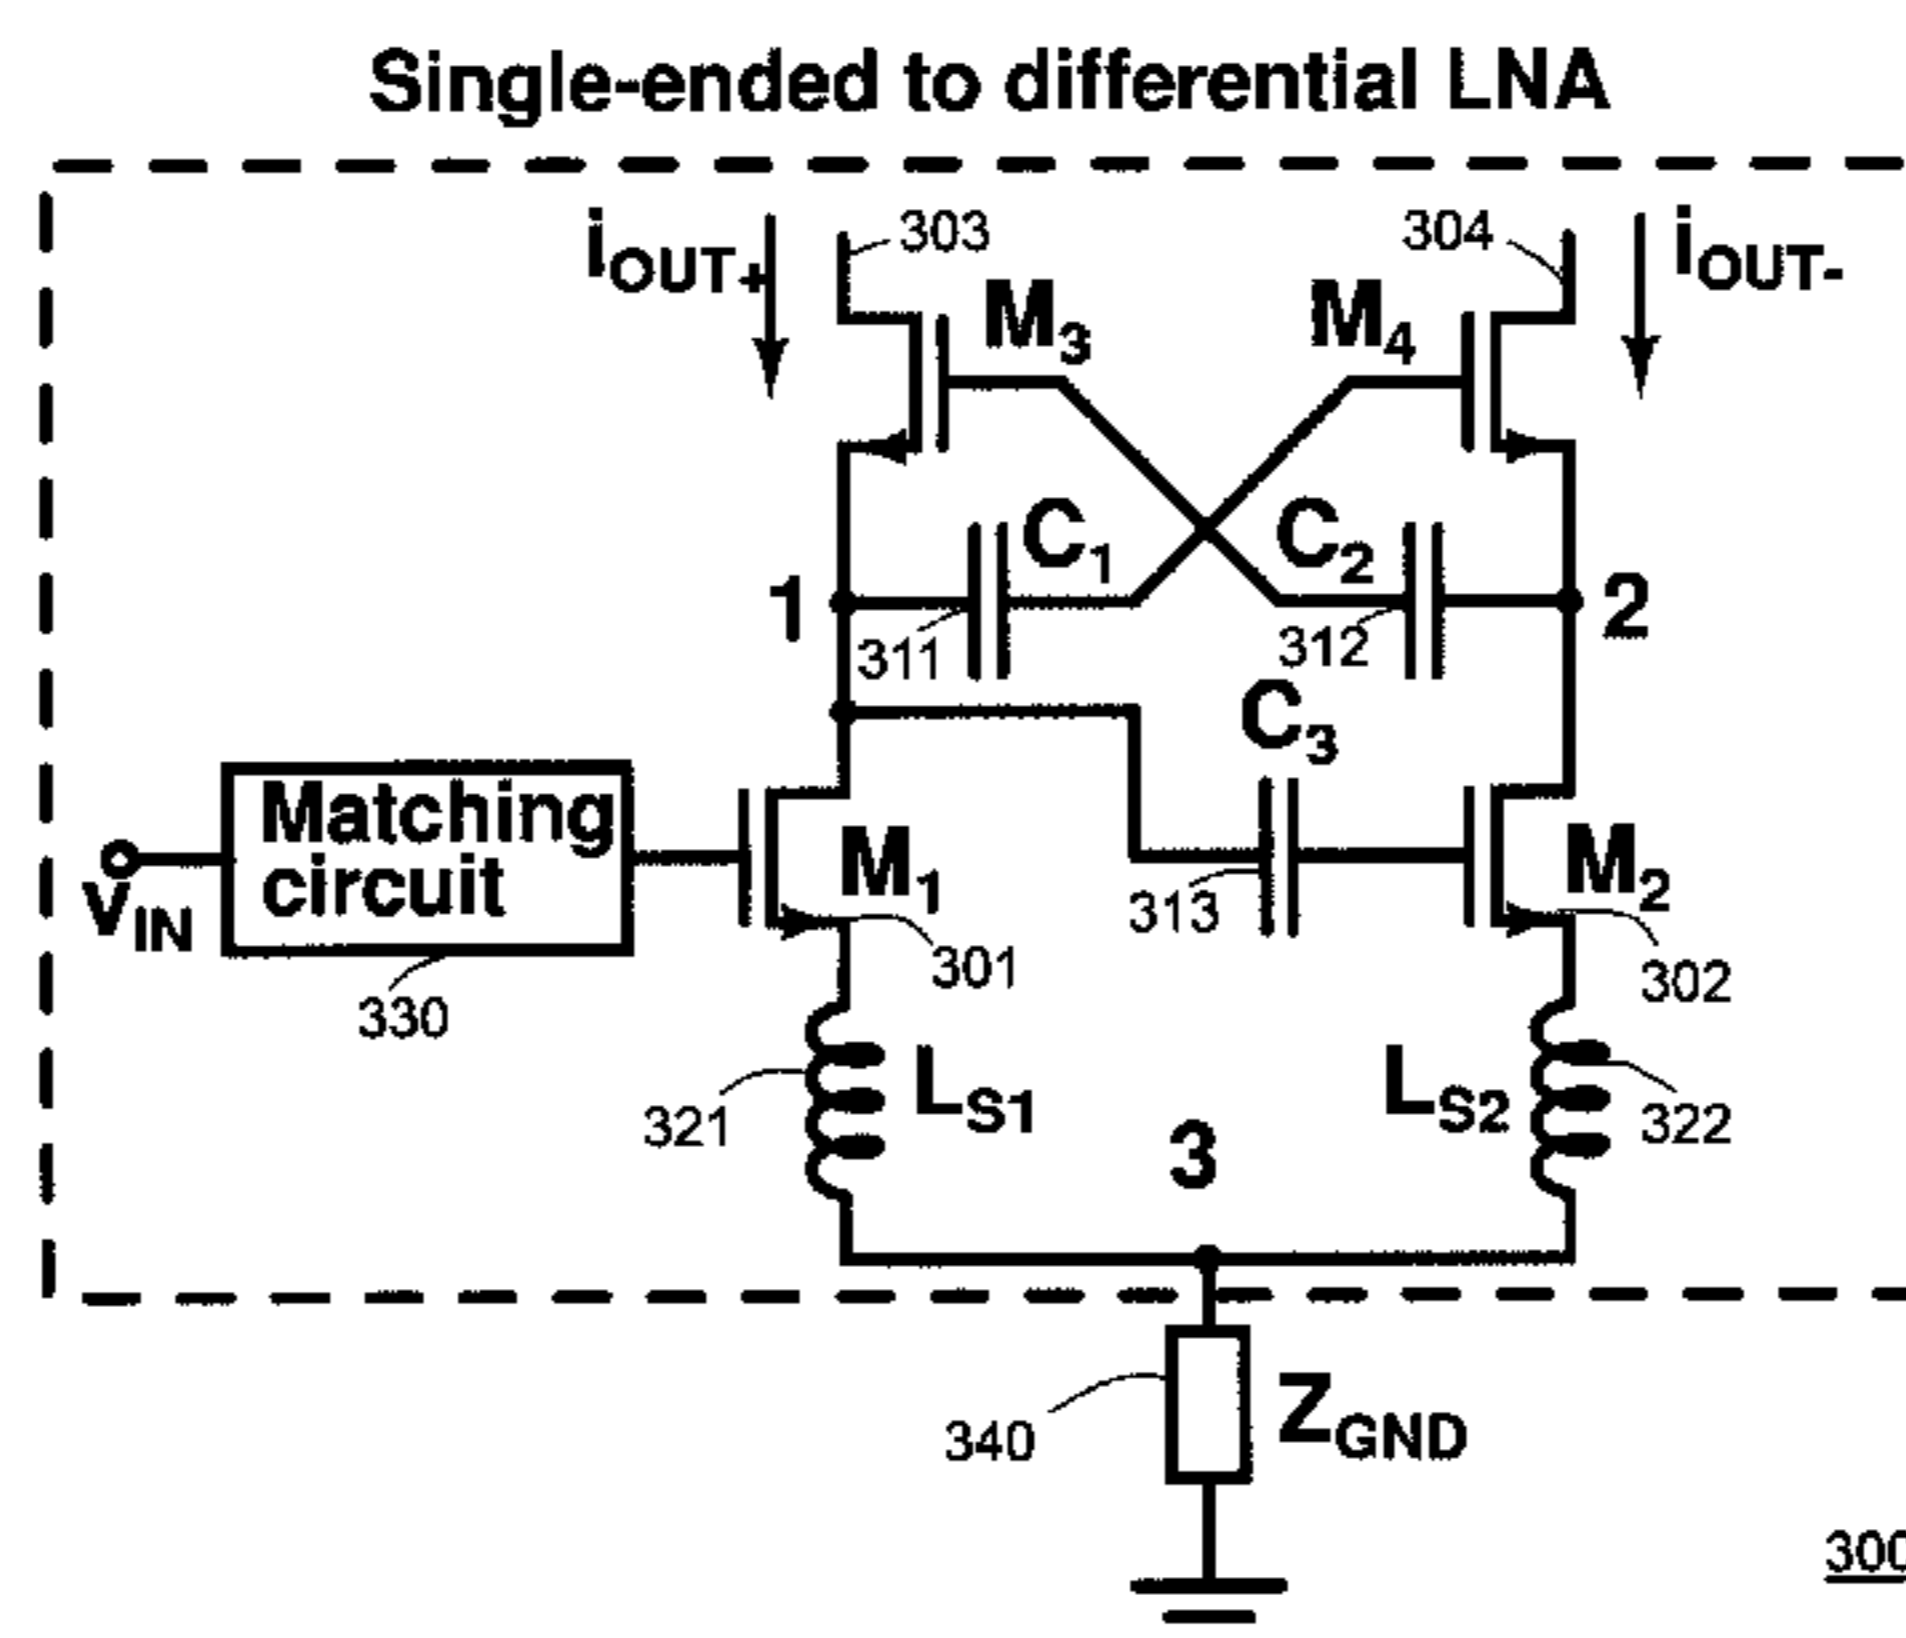 Single-ended to differential LNA
iOUT+ 303 304 iOUT-
M3 M4
C1 C2
1 2
311 312
C3
Matching circuit
M1 M2
vIN
313
301 302
330
LS1 LS2
321 322
3
ZGND
340
300